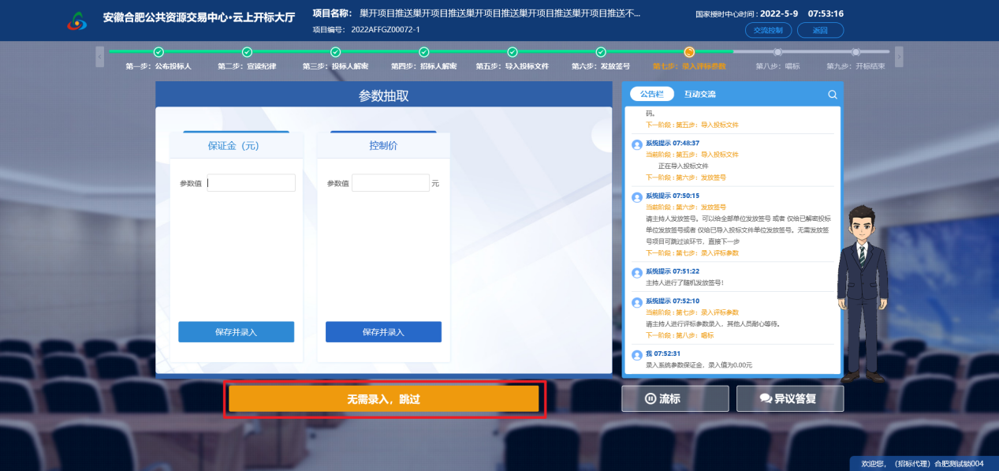 安徽合肥公共资源交易中心·云上开标大厅
项目名称： 巢开项目推送巢开项目推送巢开项目推送巢开项目推送巢开项目推送不...
项目编号： 2022AFFGZ00072-1
国家授时中心时间：2022-5-9 07:53:16
交流控制
返回
第一步：公布投标人
第二步：宣读纪律
第三步：投标人解密
第四步：招标人解密
第五步：导入投标文件
第六步：发放签号
第七步：录入评标参数
第八步：唱标
第九步：开标结束
参数抽取
保证金（元）
参数值
保存并录入
控制价
参数值 元
保存并录入
无需录入，跳过
公告栏 互动交流
码。
下一阶段：第五步：导入投标文件
系统提示 07:48:37
当前阶段：第五步：导入投标文件
正在导入投标文件
下一阶段：第六步：发放签号
系统提示 07:50:15
当前阶段：第六步：发放签号
请主持人发放签号。可以给全部单位发放签号 或者 仅给已解密投标
单位发放签号或者 仅给已导入投标文件单位发放签号。无需发放签
号项目可跳过该环节，直接下一步
下一阶段：第七步：录入评标参数
系统提示 07:51:22
主持人进行了随机发放签号！
系统提示 07:52:10
当前阶段：第七步：录入评标参数
请主持人进行评标参数录入，其他人员耐心等待。
下一阶段：第八步：唱标
我 07:52:31
录入系统参数保证金，录入值为0.00元
流标
异议答复
欢迎您，（招标代理）合肥测试锁004